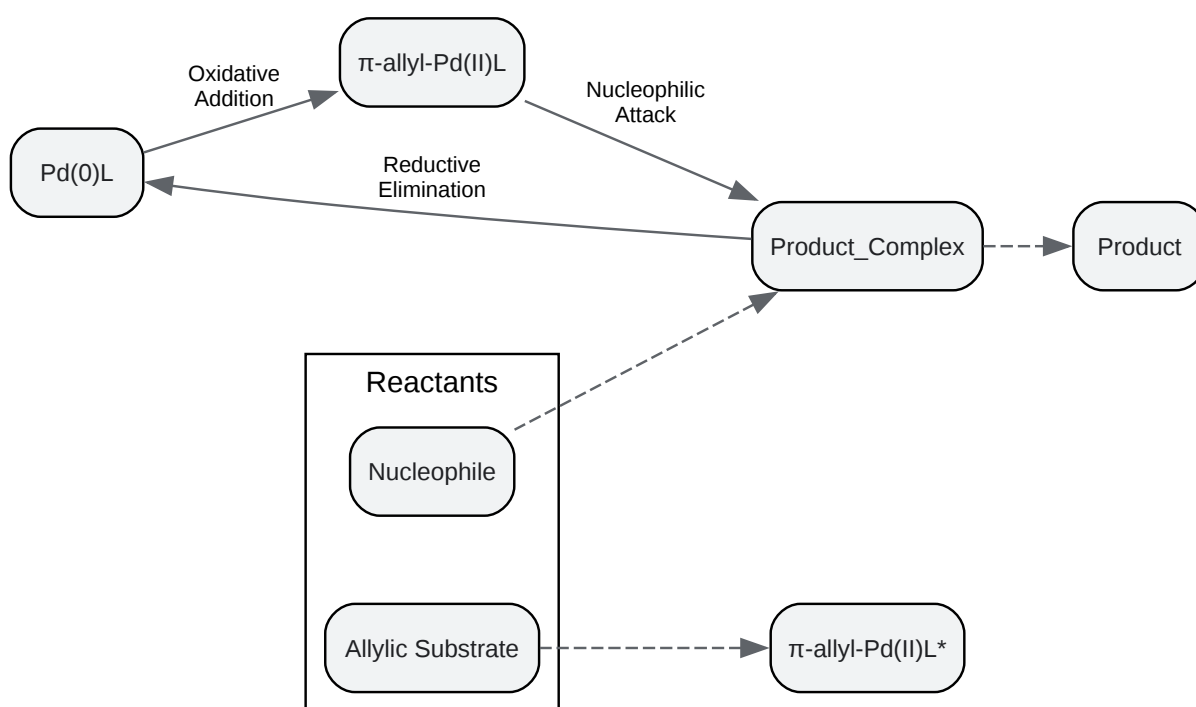 π-allyl-Pd(II)L
Oxidative
Addition
Nucleophilic
Attack
Pd(0)L
Reductive
Elimination
Product_Complex
Product
Reactants
Nucleophile
Allylic Substrate
π-allyl-Pd(II)L*